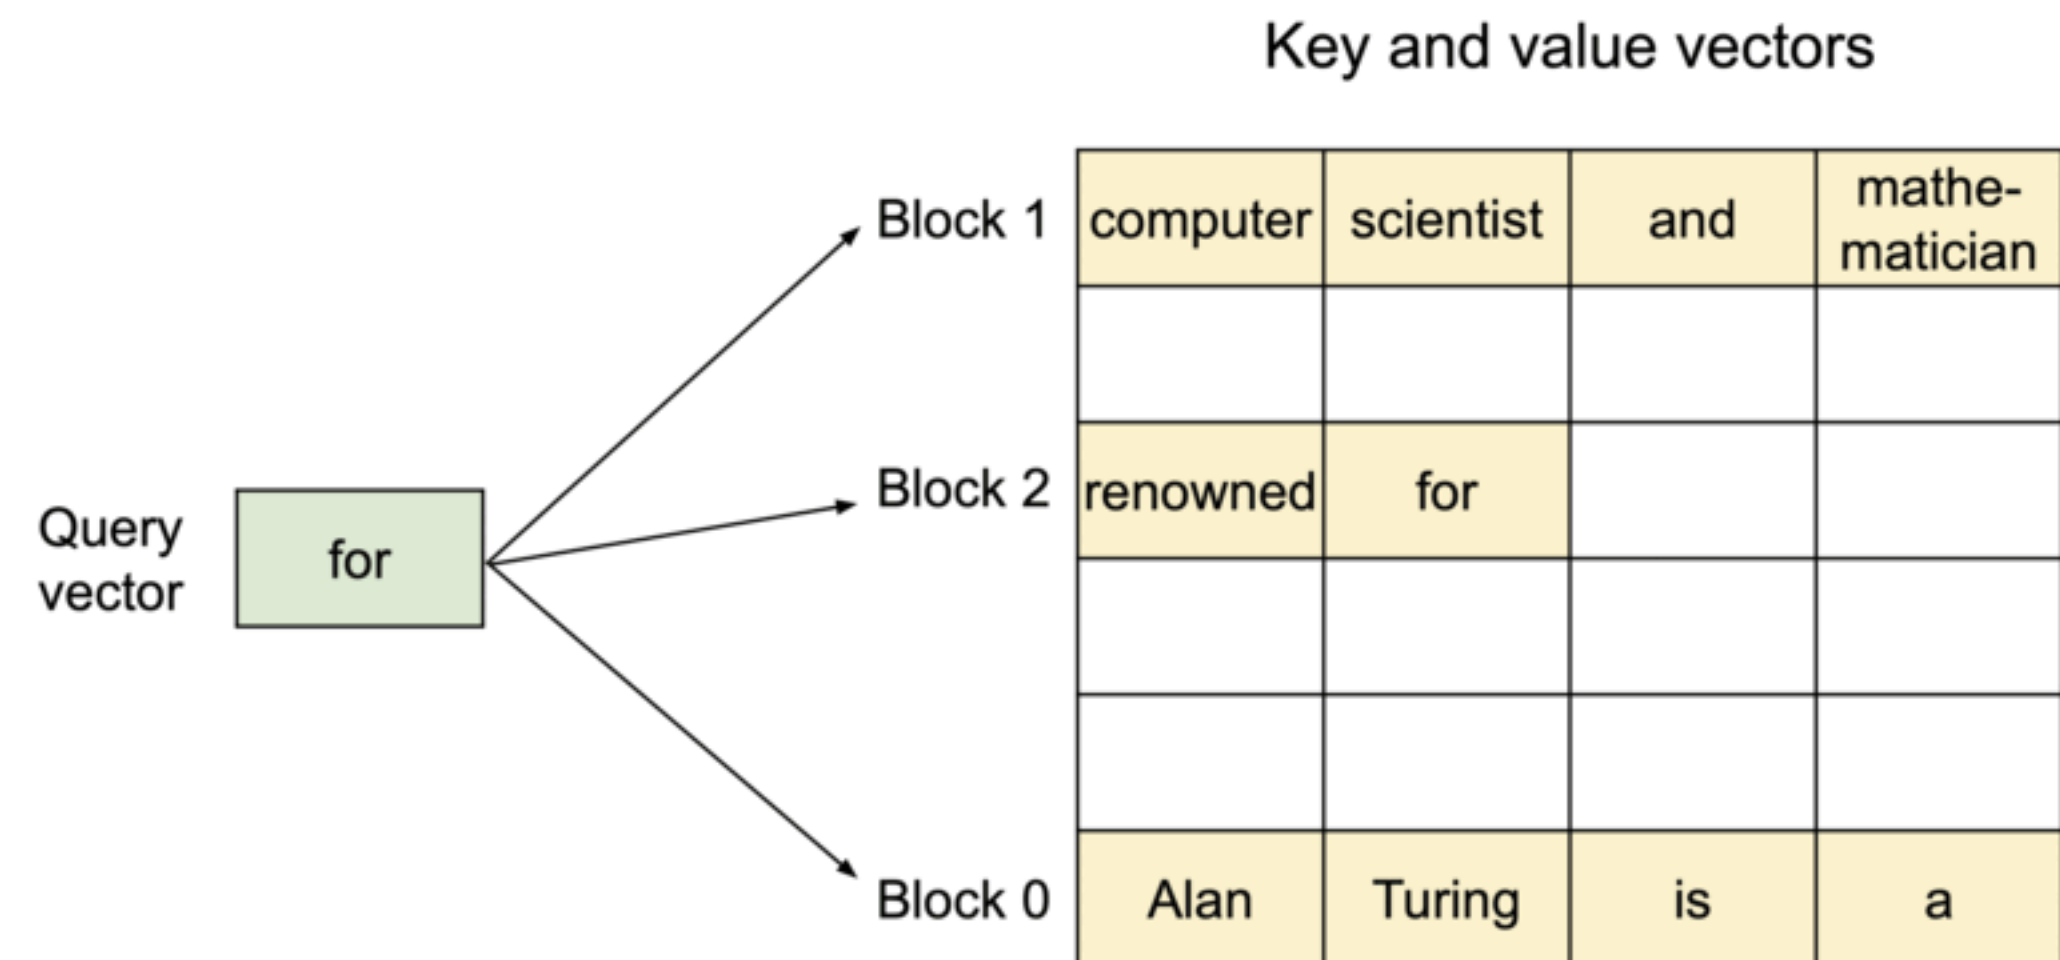 Key and value vectors
Block 1 computer scientist and mathe-
matician
Block 2 renowned for
Query
vector
for
Block 0 Alan Turing is a